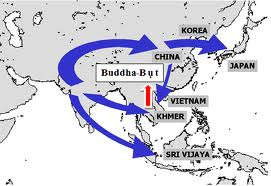 KOREA
CHINA
JAPAN
Buddha-Bụt
VIETNAM
KHMER
SRI VIJAYA